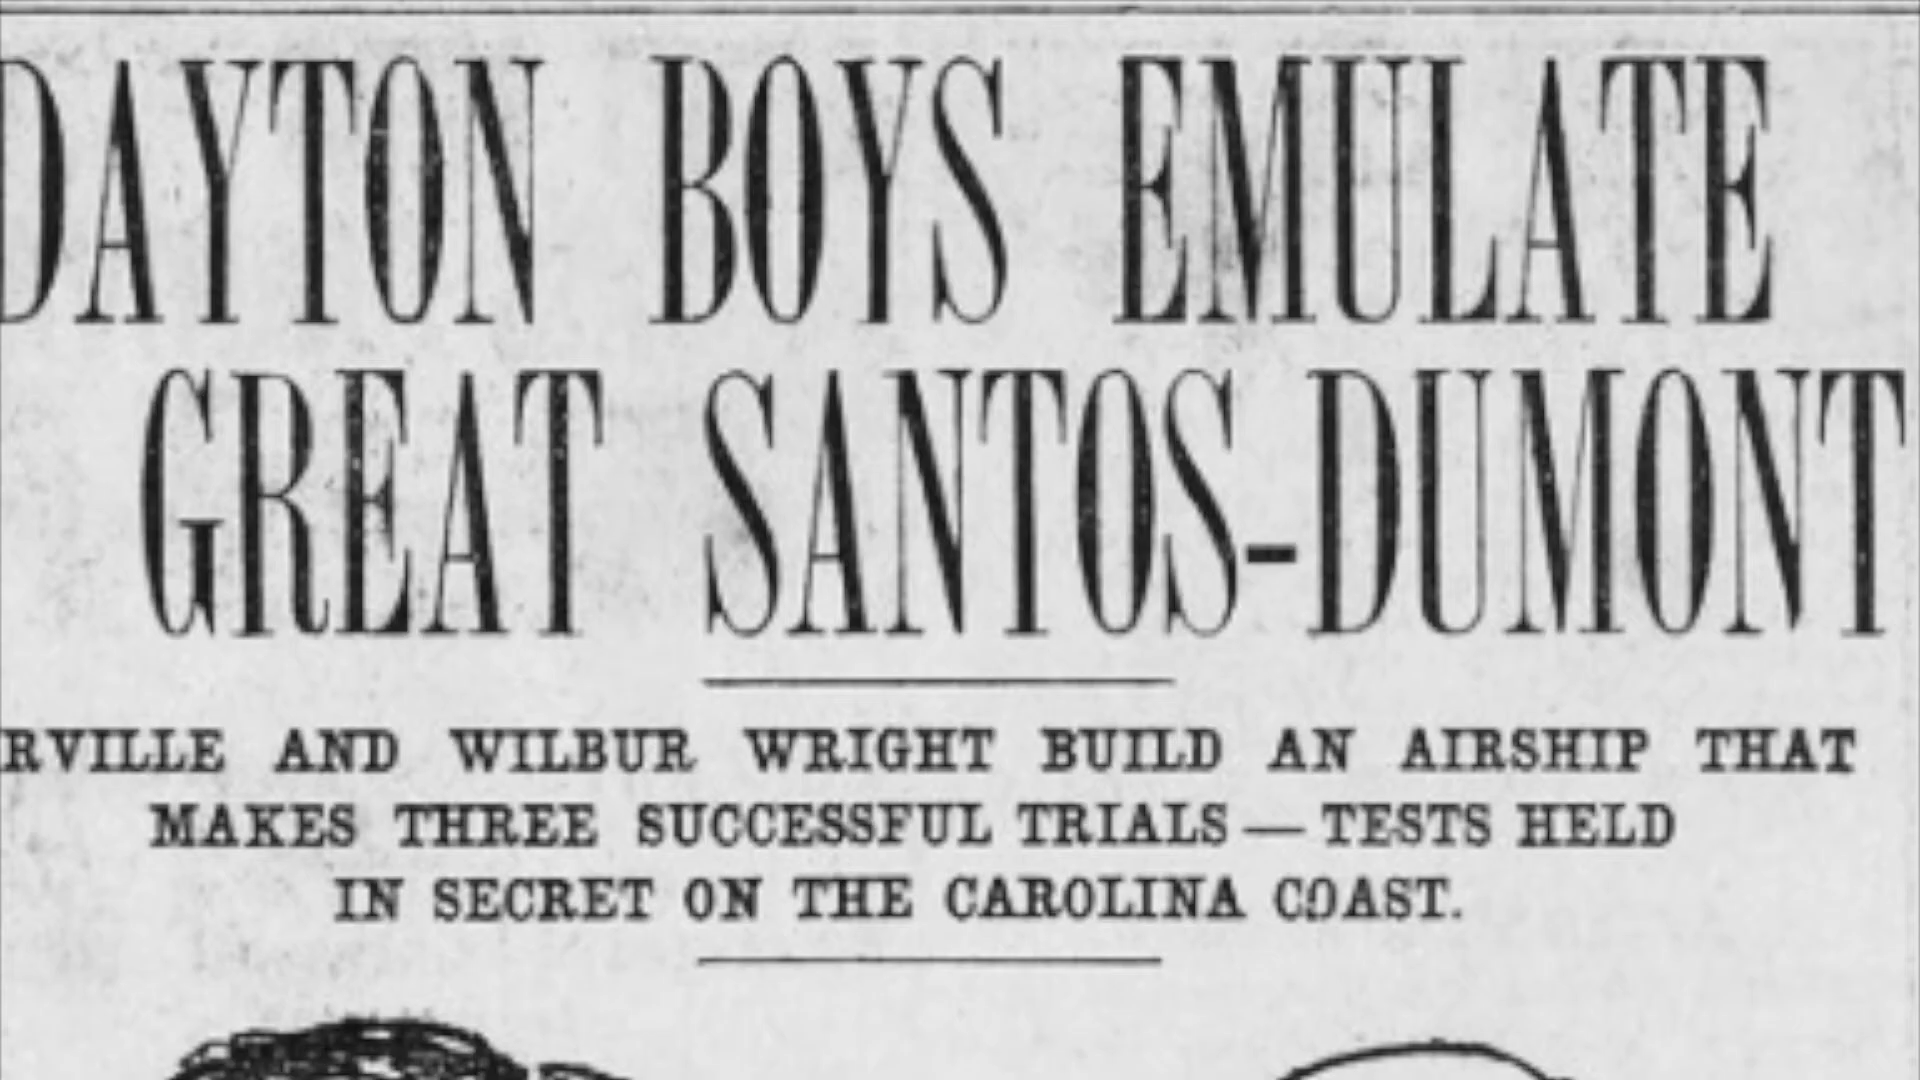 DAYTON BOYS EMULATE
GREAT SANTOS-DUMONT
RVILLE AND WILBUR WRIGHT BUILD AN AIRSHIP THAT
MAKES THREE SUCCESSFUL TRIALS — TESTS HELD
IN SECRET ON THE CAROLINA COAST.